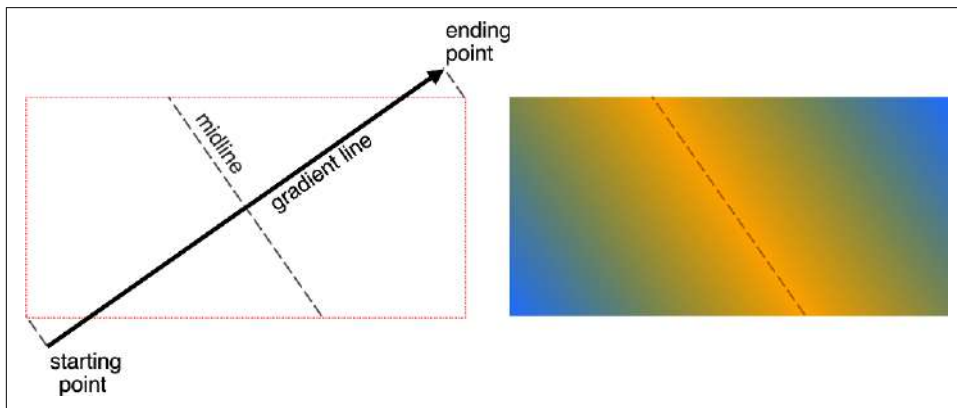 ending
point
midline
gradient line
starting
point